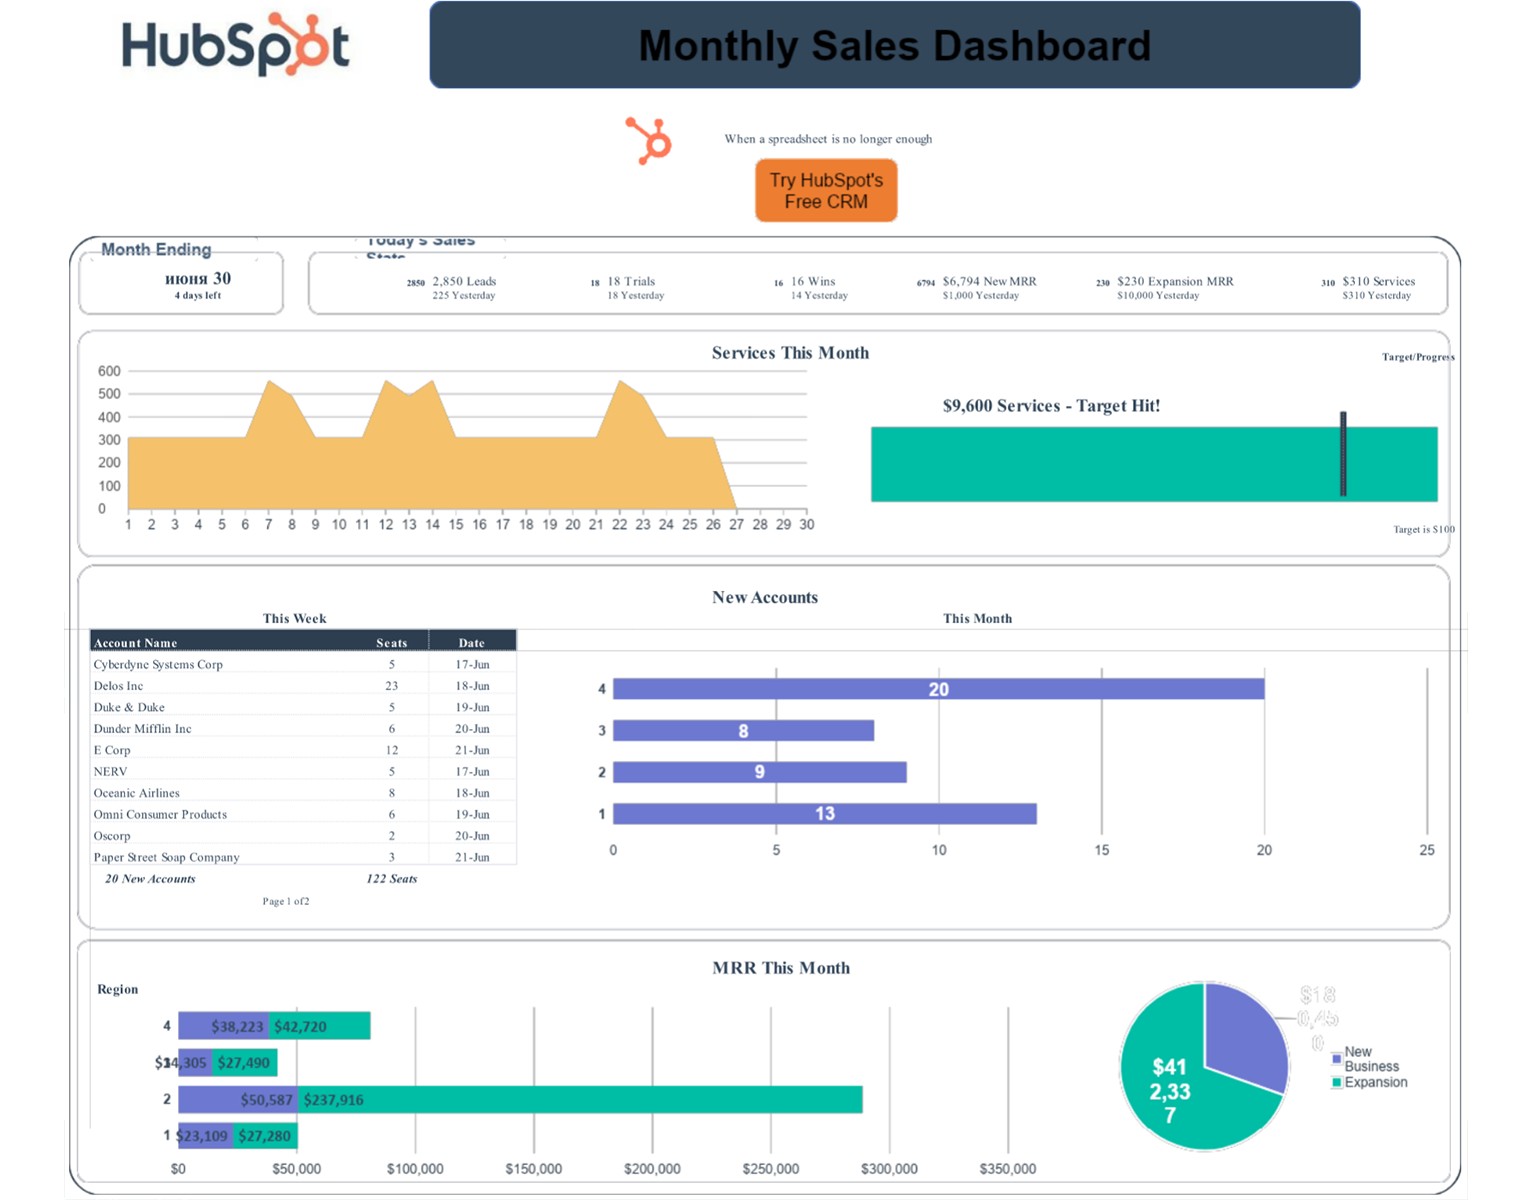 HubSpot
Monthly Sales Dashboard
When a spreadsheet is no longer enough
Try HubSpot's
Free CRM
Month Ending
Today's Sales
Stats
июня 30
4 days left
2850 2,850 Leads
225 Yesterday
18 18 Trials
18 Yesterday
16 16 Wins
14 Yesterday
6794 $6,794 New MRR
$1,000 Yesterday
230 $230 Expansion MRR
$10,000 Yesterday
310 $310 Services
$310 Yesterday
Services This Month
Target/Progress
600
500
400
300
200
100
0
1 2 3 4 5 6 7 8 9 10 11 12 13 14 15 16 17 18 19 20 21 22 23 24 25 26 27 28 29 30
$9,600 Services - Target Hit!
Target is $100
New Accounts
This Week
This Month
Account Name Seats Date
Cyberdyne Systems Corp 5 17-Jun
Delos Inc 23 18-Jun
Duke & Duke 5 19-Jun
Dunder Mifflin Inc 6 20-Jun
E Corp 12 21-Jun
NERV 5 17-Jun
Oceanic Airlines 8 18-Jun
Omni Consumer Products 6 19-Jun
Oscorp 2 20-Jun
Paper Street Soap Company 3 21-Jun
20 New Accounts 122 Seats
Page 1 of 2
4 20
3 8
2 9
1 13
0 5 10 15 20 25
MRR This Month
Region
4 $38,223 $42,720
$14,305 $27,490
2 $50,587 $237,916
1 $23,109 $27,280
$0 $50,000 $100,000 $150,000 $200,000 $250,000 $300,000 $350,000
$18
0,45
0
$41
2,33
7
New
Business
Expansion